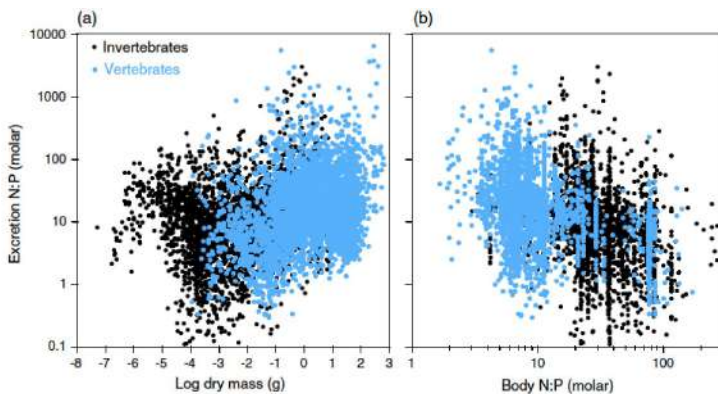 (a)
(b)
10000
1000
100
10
1
0.1
Excretion N:P (molar)
Invertebrates
Vertebrates
-8 -7 -6 -5 -4 -3 -2 -1 0 1 2 3
Log dry mass (g)
1 10 100
Body N:P (molar)